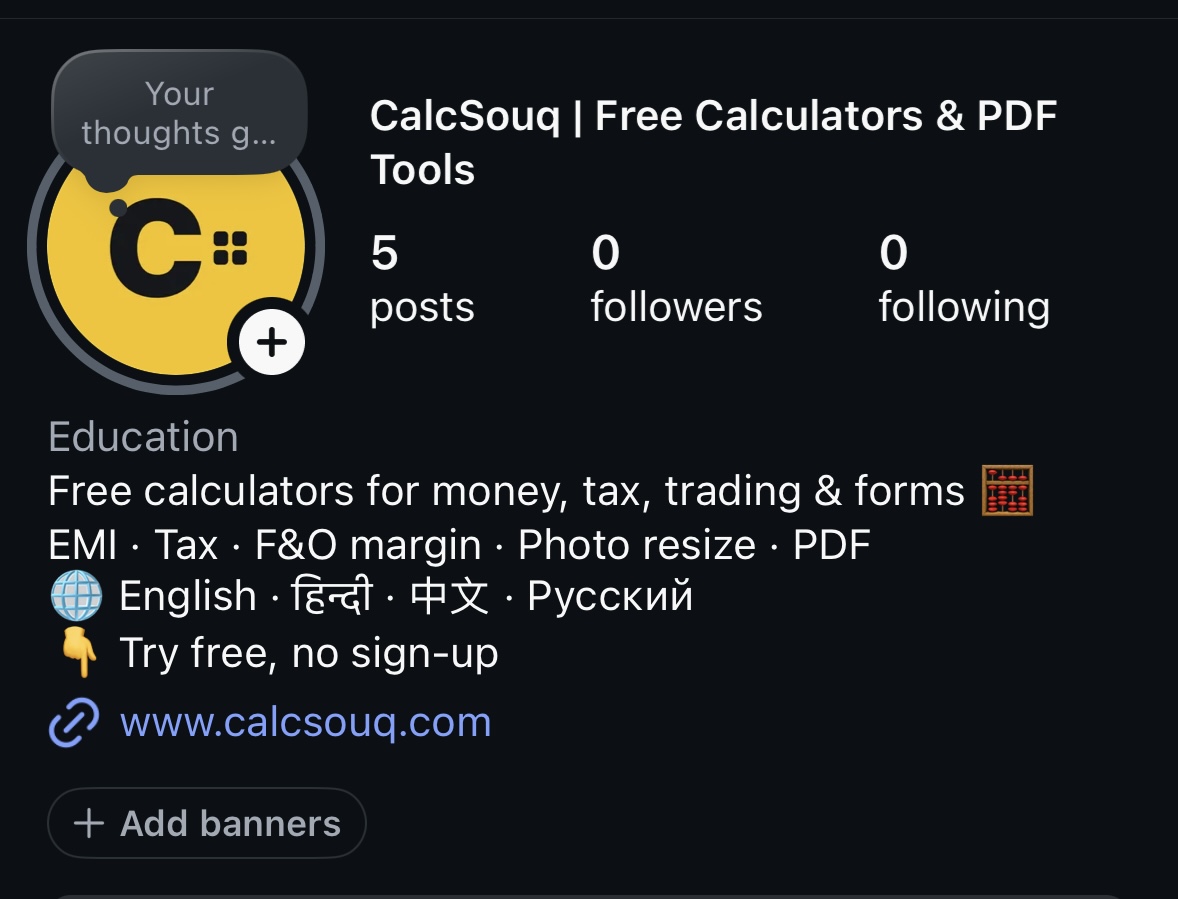 Your
thoughts g...
C
CalcSouq | Free Calculators & PDF
Tools
5 0 0
posts followers following
Education
Free calculators for money, tax, trading & forms 🧮
EMI · Tax · F&O margin · Photo resize · PDF
🌐 English · हिन्दी · 中文 · Русский
👇 Try free, no sign-up
www.calcsouq.com
+ Add banners